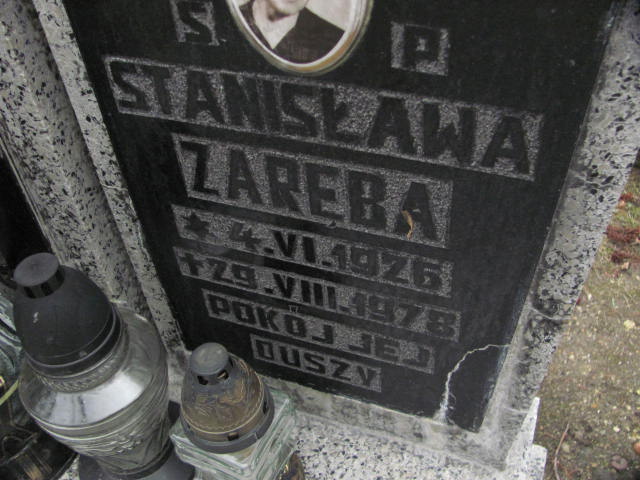 S P
STANISŁAWA
ZARĘBA
* 4.VI.1926
†29.VIII.1978
POKÓJ JEJ
DUSZY